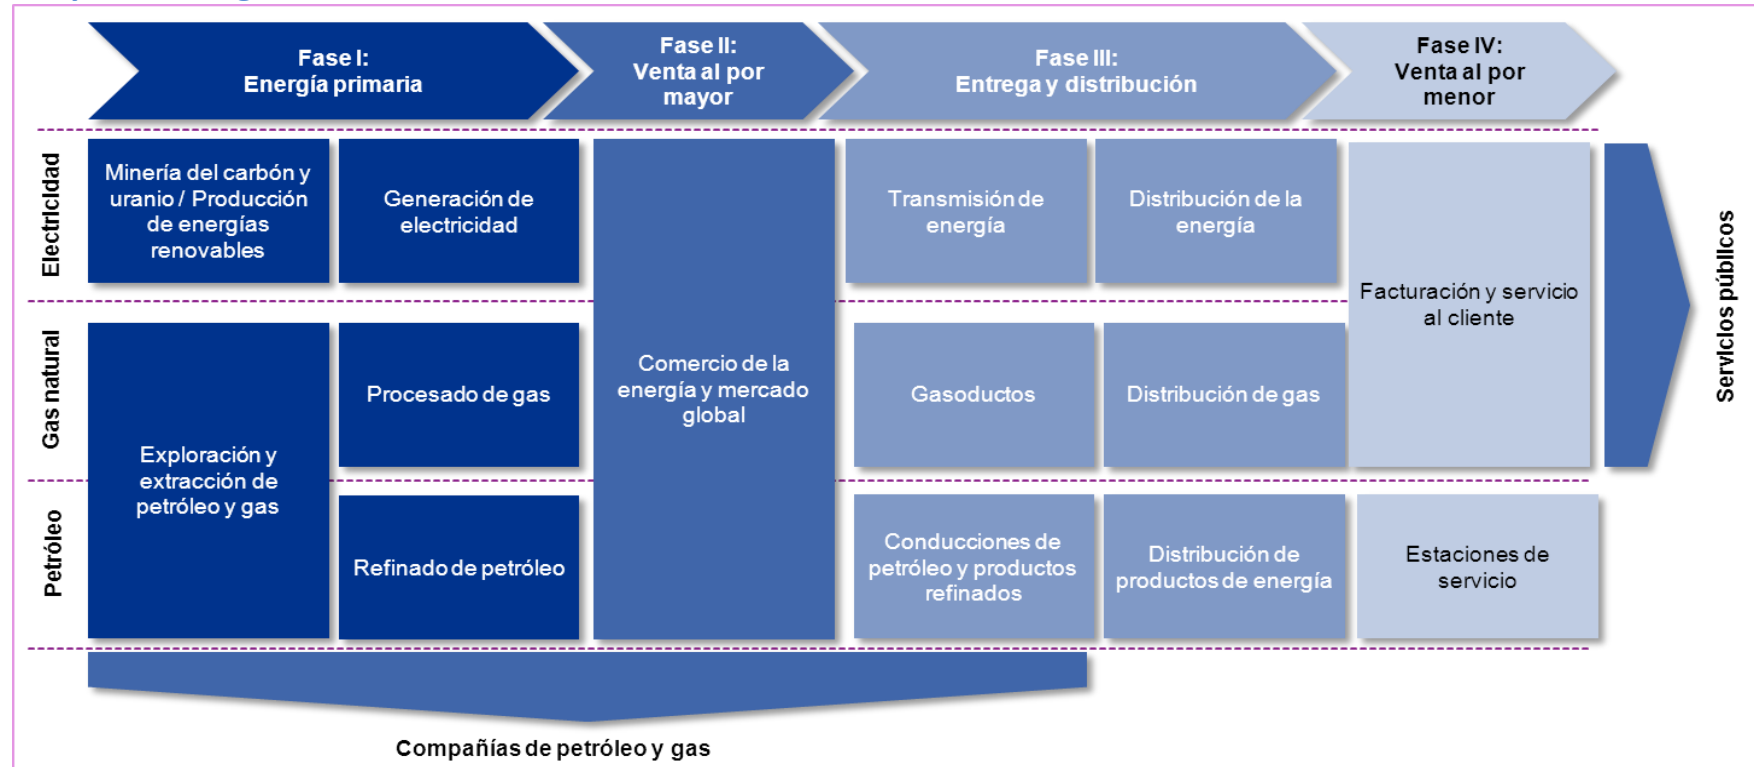 Fase I:
Energía primaria
Fase II:
Venta al por
mayor
Fase III:
Entrega y distribución
Fase IV:
Venta al por
menor
Electricidad
Minería del carbón y
uranio / Producción
de energías
renovables
Generación de
electricidad
Transmisión de
energía
Distribución de la
energía
Facturación y servicio
al cliente
Servicios públicos
Gas natural
Exploración y
extracción de
petróleo y gas
Procesado de gas
Comercio de la
energía y mercado
global
Gasoductos
Distribución de gas
Petróleo
Refinado de petróleo
Conducciones de
petróleo y productos
refinados
Distribución de
productos de energía
Estaciones de
servicio
Compañías de petróleo y gas